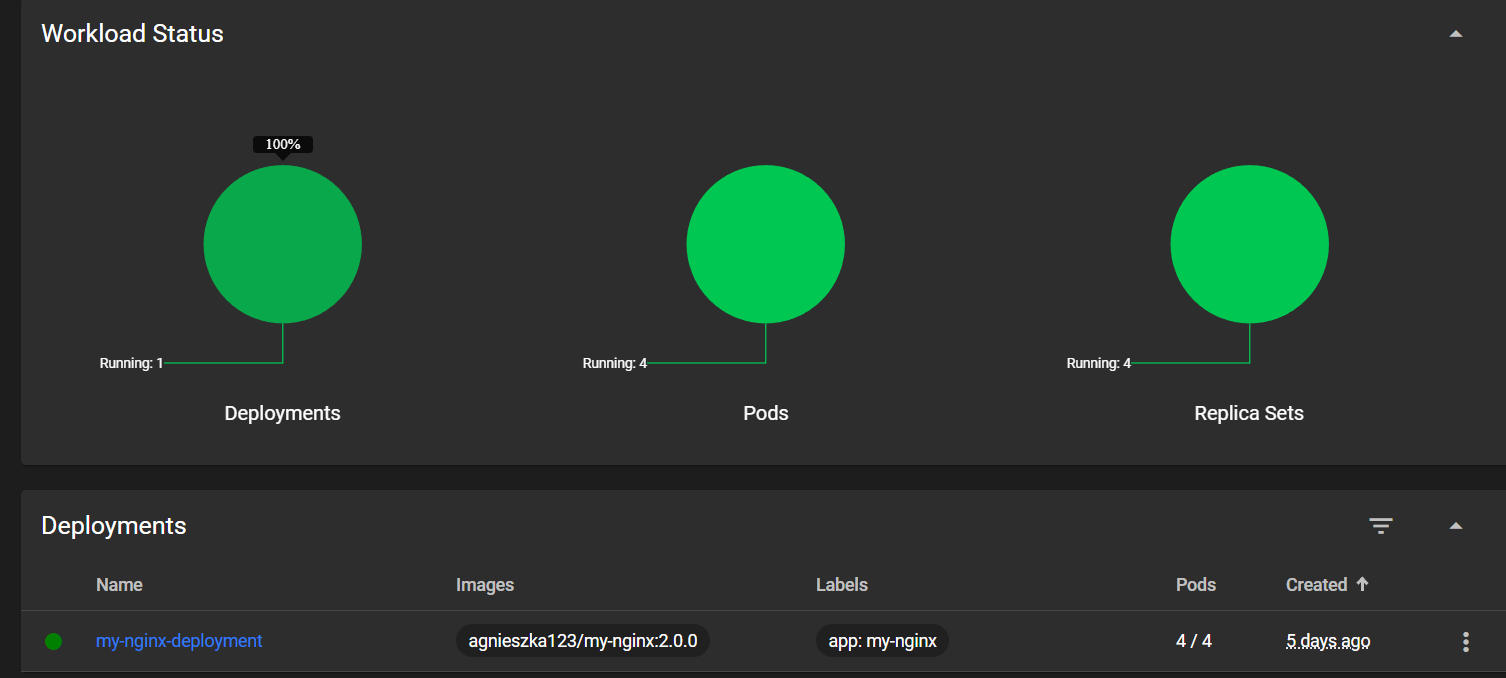 Workload Status
100%
Running: 1
Running: 4
Running: 4
Deployments
Pods
Replica Sets
Deployments
Name Images Labels Pods Created
my-nginx-deployment agnieszka123/my-nginx:2.0.0 app: my-nginx 4 / 4 5 days ago